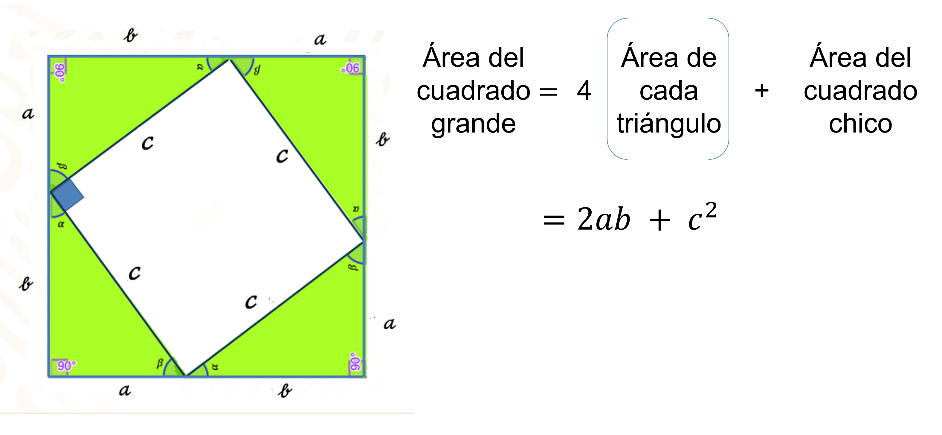 b a
Área del cuadrado grande = 4 ( Área de cada triángulo ) + Área del cuadrado chico
90° α β 90°
a c c b
β
α α
= 2ab + c²
β
b c c a
90° β α 90°
a b